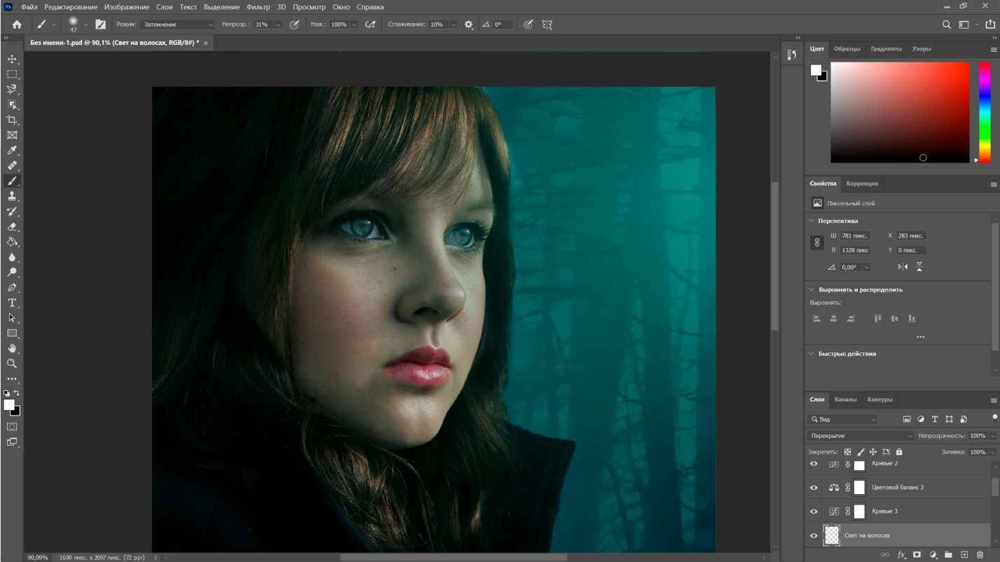 Ps Файл Редактирование Изображение Слои Текст Выделение Фильтр 3D Просмотр Окно Справка
47 Режим: Затемнение Непрозр.: 31% Наж.: 100% Сглаживание: 10% 0°
Без имени-1.psd @ 90,1% (Свет на волосах, RGB/8#) * ×
Цвет Образцы Градиенты Узоры
Свойства Коррекция
Пиксельный слой
Перспектива
Ш 781 пикс. X 283 пикс.
В 1328 пикс Y 0 пикс.
0,00°
Выровнять и распределить
Выровнять:
Быстрые действия
Слои Каналы Контуры
Вид
Перекрытие Непрозрачность: 100%
Закрепить: Заливка: 100%
Кривые 2
Цветовой баланс 2
Кривые 3
Свет на волосах
fx
90,09% 1600 пикс. x 2097 пикс. (72 ppi)